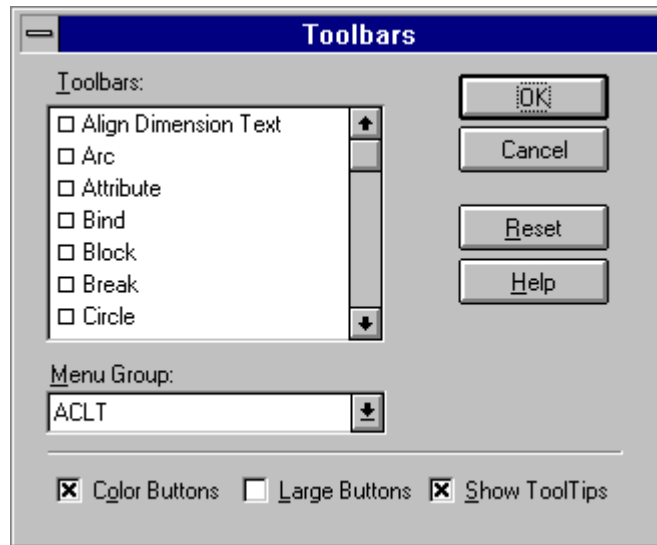 Toolbars
Toolbars:
Align Dimension Text
Arc
Attribute
Bind
Block
Break
Circle
OK
Cancel
Reset
Help
Menu Group:
ACLT
Color Buttons Large Buttons Show ToolTips